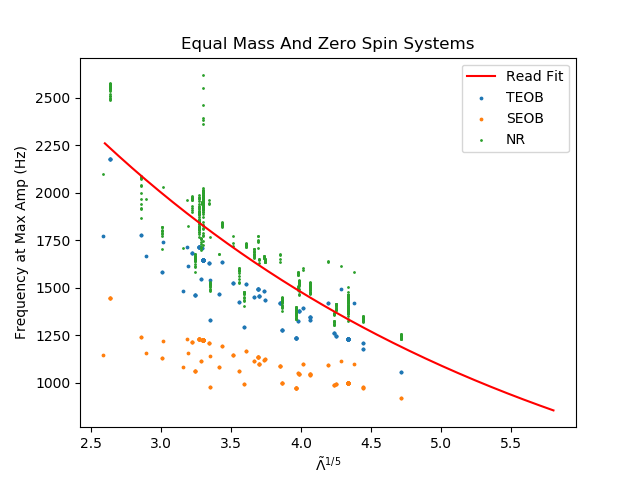 Equal Mass And Zero Spin Systems
Read Fit
TEOB
SEOB
NR
Frequency at Max Amp (Hz)
2500
2250
2000
1750
1500
1250
1000
2.5 3.0 3.5 4.0 4.5 5.0 5.5
Λ̃^{1/5}